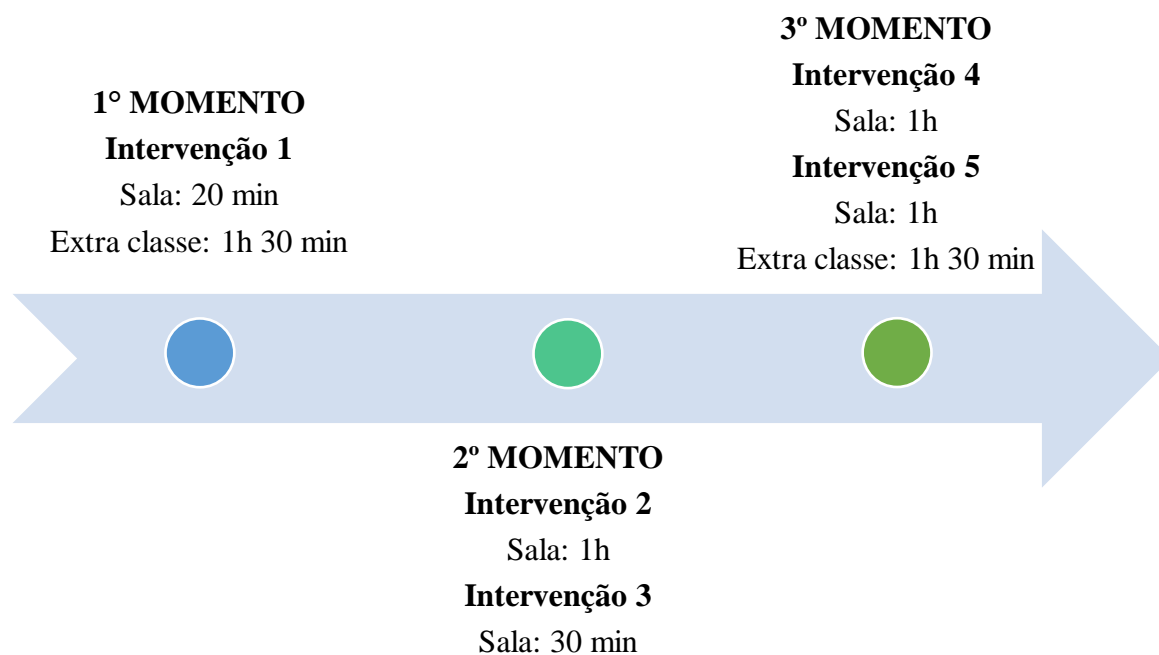 1° MOMENTO
Intervenção 1
Sala: 20 min
Extra classe: 1h 30 min
2º MOMENTO
Intervenção 2
Sala: 1h
Intervenção 3
Sala: 30 min
3º MOMENTO
Intervenção 4
Sala: 1h
Intervenção 5
Sala: 1h
Extra classe: 1h 30 min